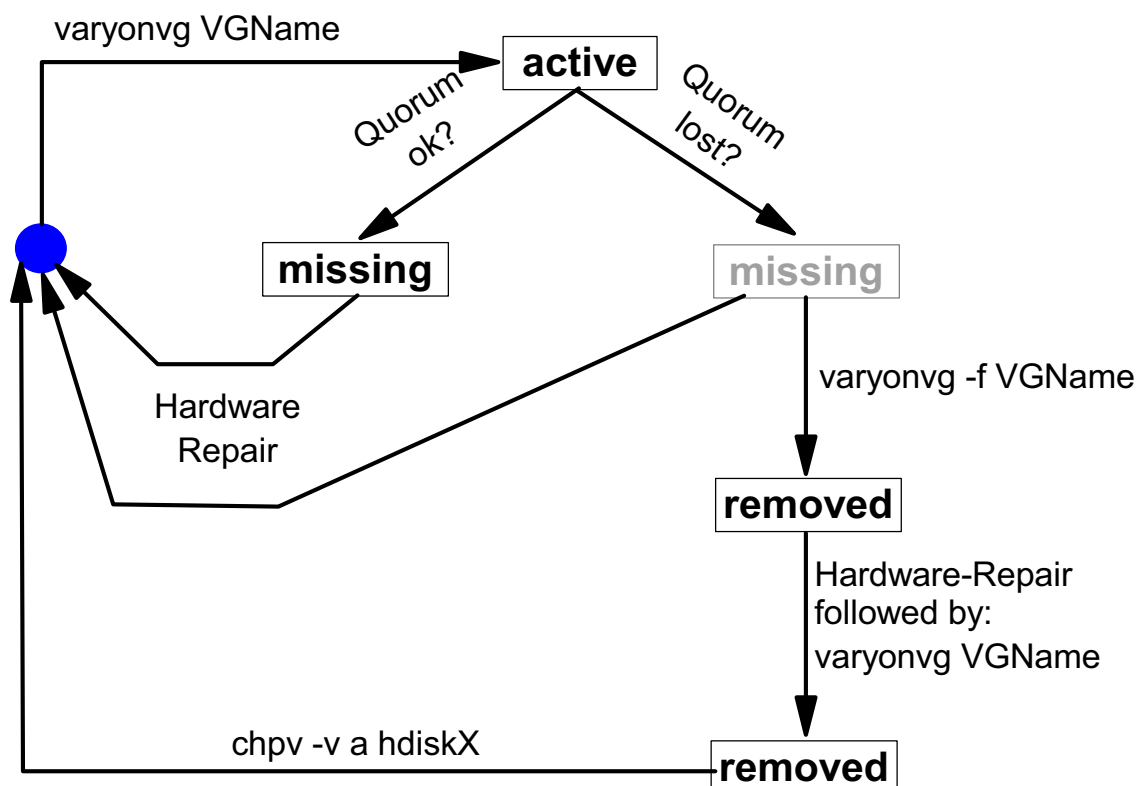 varyonvg VGName
active
Quorum
ok?
Quorum
lost?
missing
missing
varyonvg -f VGName
Hardware
Repair
removed
Hardware-Repair
followed by:
varyonvg VGName
chpv -v a hdiskX
removed